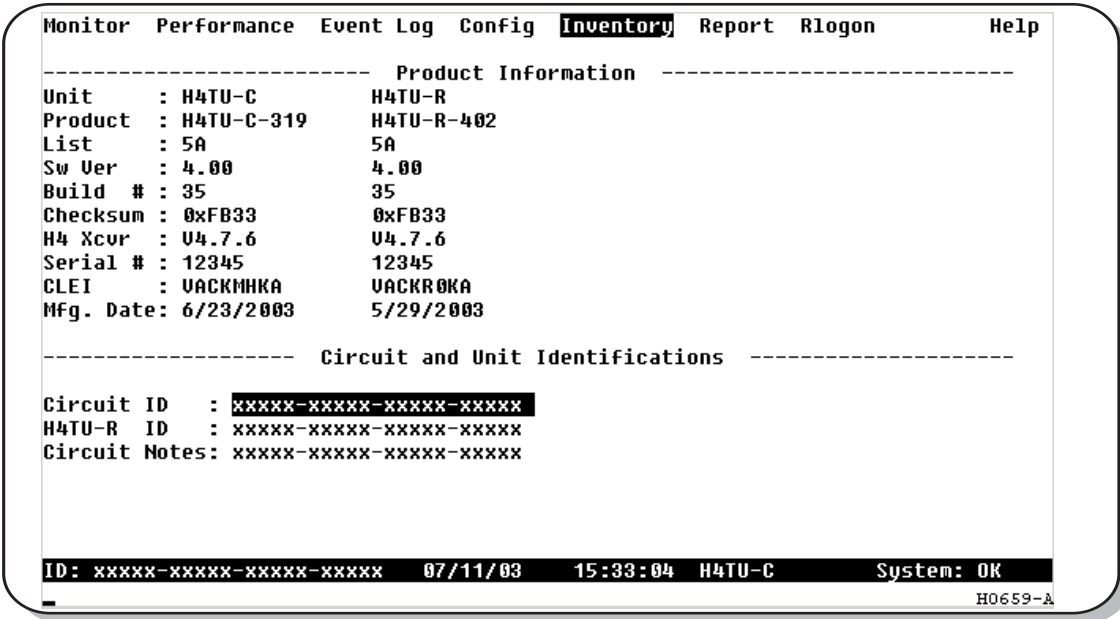 Monitor  Performance  Event Log  Config  Inventory  Report  Rlogon  Help
--------------------------  Product Information  ----------------------------
Unit     : H4TU-C     H4TU-R
Product  : H4TU-C-319     H4TU-R-402
List     : 5A     5A
Sw Ver   : 4.00     4.00
Build  # : 35     35
Checksum : 0xFB33     0xFB33
H4 Xcvr  : V4.7.6     V4.7.6
Serial # : 12345     12345
CLEI     : VACKMHKA     VACKR0KA
Mfg. Date: 6/23/2003     5/29/2003
--------------------  Circuit and Unit Identifications  ---------------------
Circuit ID   : xxxxx-xxxxx-xxxxx-xxxxx
H4TU-R  ID   : xxxxx-xxxxx-xxxxx-xxxxx
Circuit Notes: xxxxx-xxxxx-xxxxx-xxxxx
ID: xxxxx-xxxxx-xxxxx-xxxxx   07/11/03   15:33:04  H4TU-C   System: OK
H0659-A